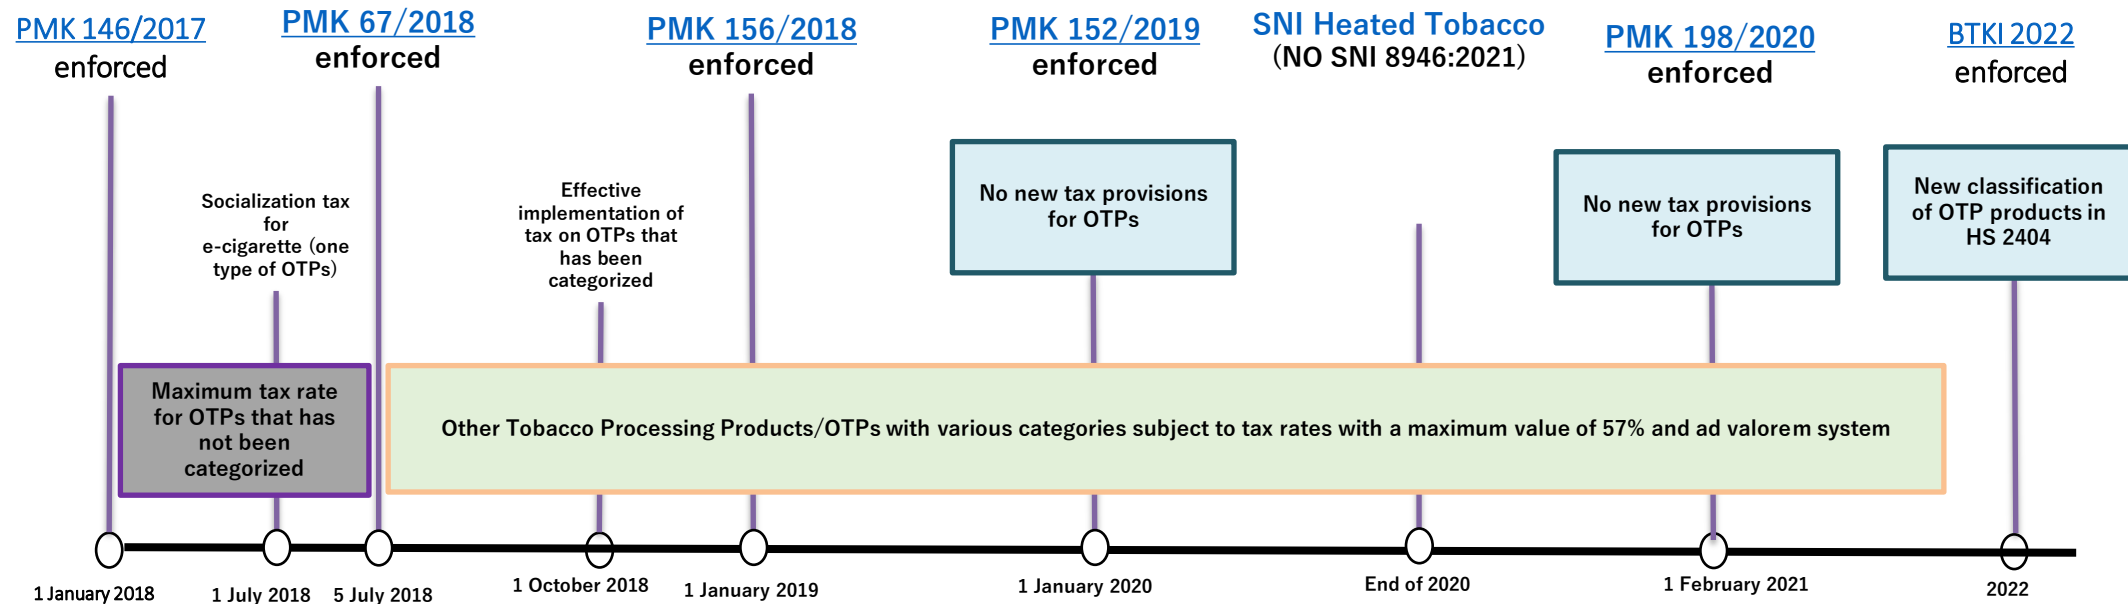 PMK 146/2017
enforced
PMK 67/2018
enforced
PMK 156/2018
enforced
PMK 152/2019
enforced
SNI Heated Tobacco
(NO SNI 8946:2021)
PMK 198/2020
enforced
BTKI 2022
enforced
Socialization tax
for
e-cigarette (one
type of OTPs)
Effective
implementation of
tax on OTPs that
has been
categorized
No new tax provisions
for OTPs
No new tax provisions
for OTPs
New classification
of OTP products in
HS 2404
Maximum tax rate
for OTPs that has
not been
categorized
Other Tobacco Processing Products/OTPs with various categories subject to tax rates with a maximum value of 57% and ad valorem system
1 January 2018
1 July 2018
5 July 2018
1 October 2018
1 January 2019
1 January 2020
End of 2020
1 February 2021
2022